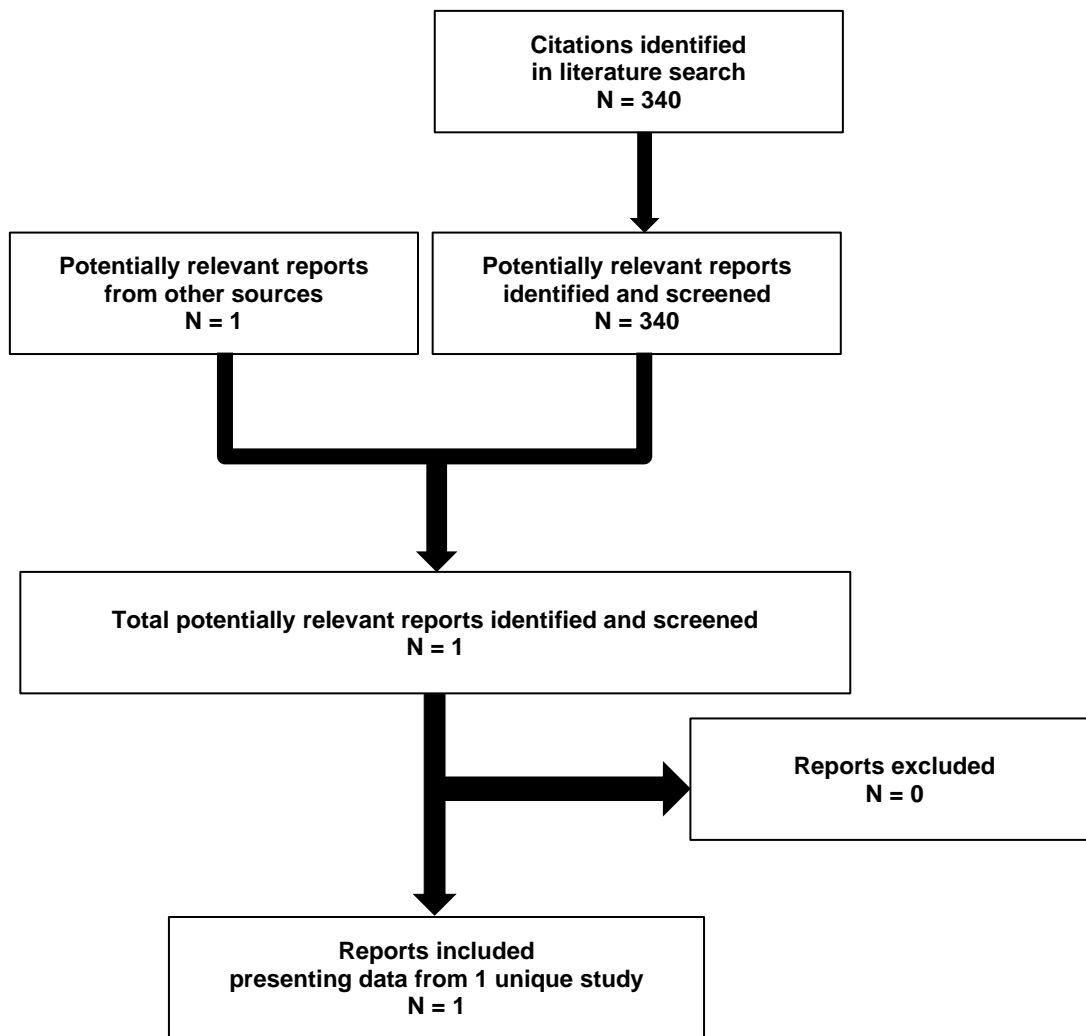 Citations identified
in literature search
N = 340
Potentially relevant reports
from other sources
N = 1
Potentially relevant reports
identified and screened
N = 340
Total potentially relevant reports identified and screened
N = 1
Reports excluded
N = 0
Reports included
presenting data from 1 unique study
N = 1